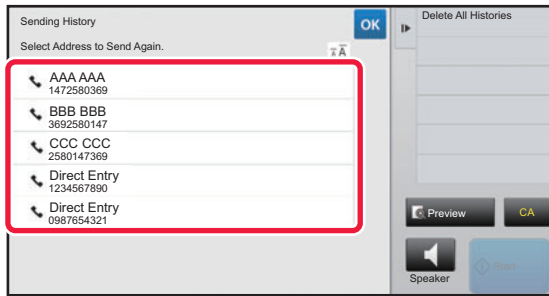 Sending History
OK
Delete All Histories
Select Address to Send Again.
AAA AAA
1472580369
BBB BBB
3692580147
CCC CCC
2580147369
Direct Entry
1234567890
Direct Entry
0987654321
Preview
CA
Speaker
Start